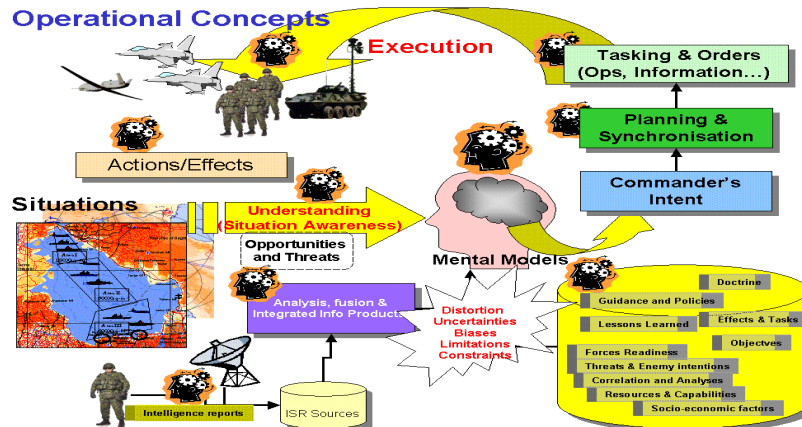 Operational Concepts
Execution
Tasking & Orders
(Ops, Information…)
Planning &
Synchronisation
Actions/Effects
Commander's
Intent
Situations
Understanding
(Situation Awareness)
Opportunities
and Threats
Mental Models
Analysis, fusion &
Integrated Info Product
Distortion
Uncertainties
Biases
Limitations
Constraints
Doctrine
Guidance and Policies
Effects & Tasks
Lessons Learned
Objectves
Forces Readiness
Threats & Enemy intentions
Correlation and Analyses
Resources & Capabilities
Socio-economic factors
Intelligence reports
ISR Sources